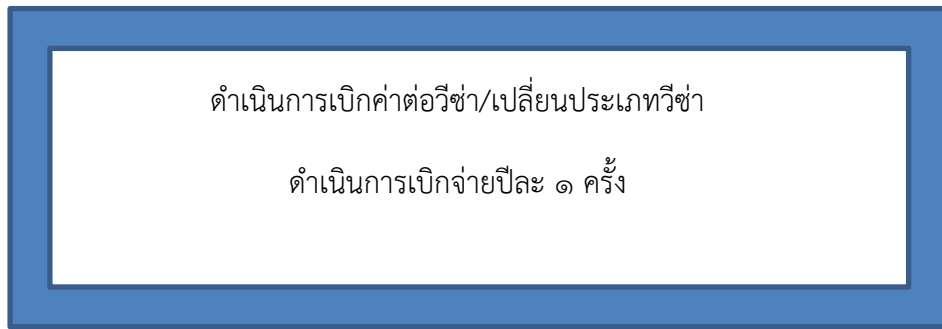 ดำเนินการเบิกค่าต่อวีซ่า/เปลี่ยนประเภทวีซ่า
ดำเนินการเบิกจ่ายปีละ ๑ ครั้ง